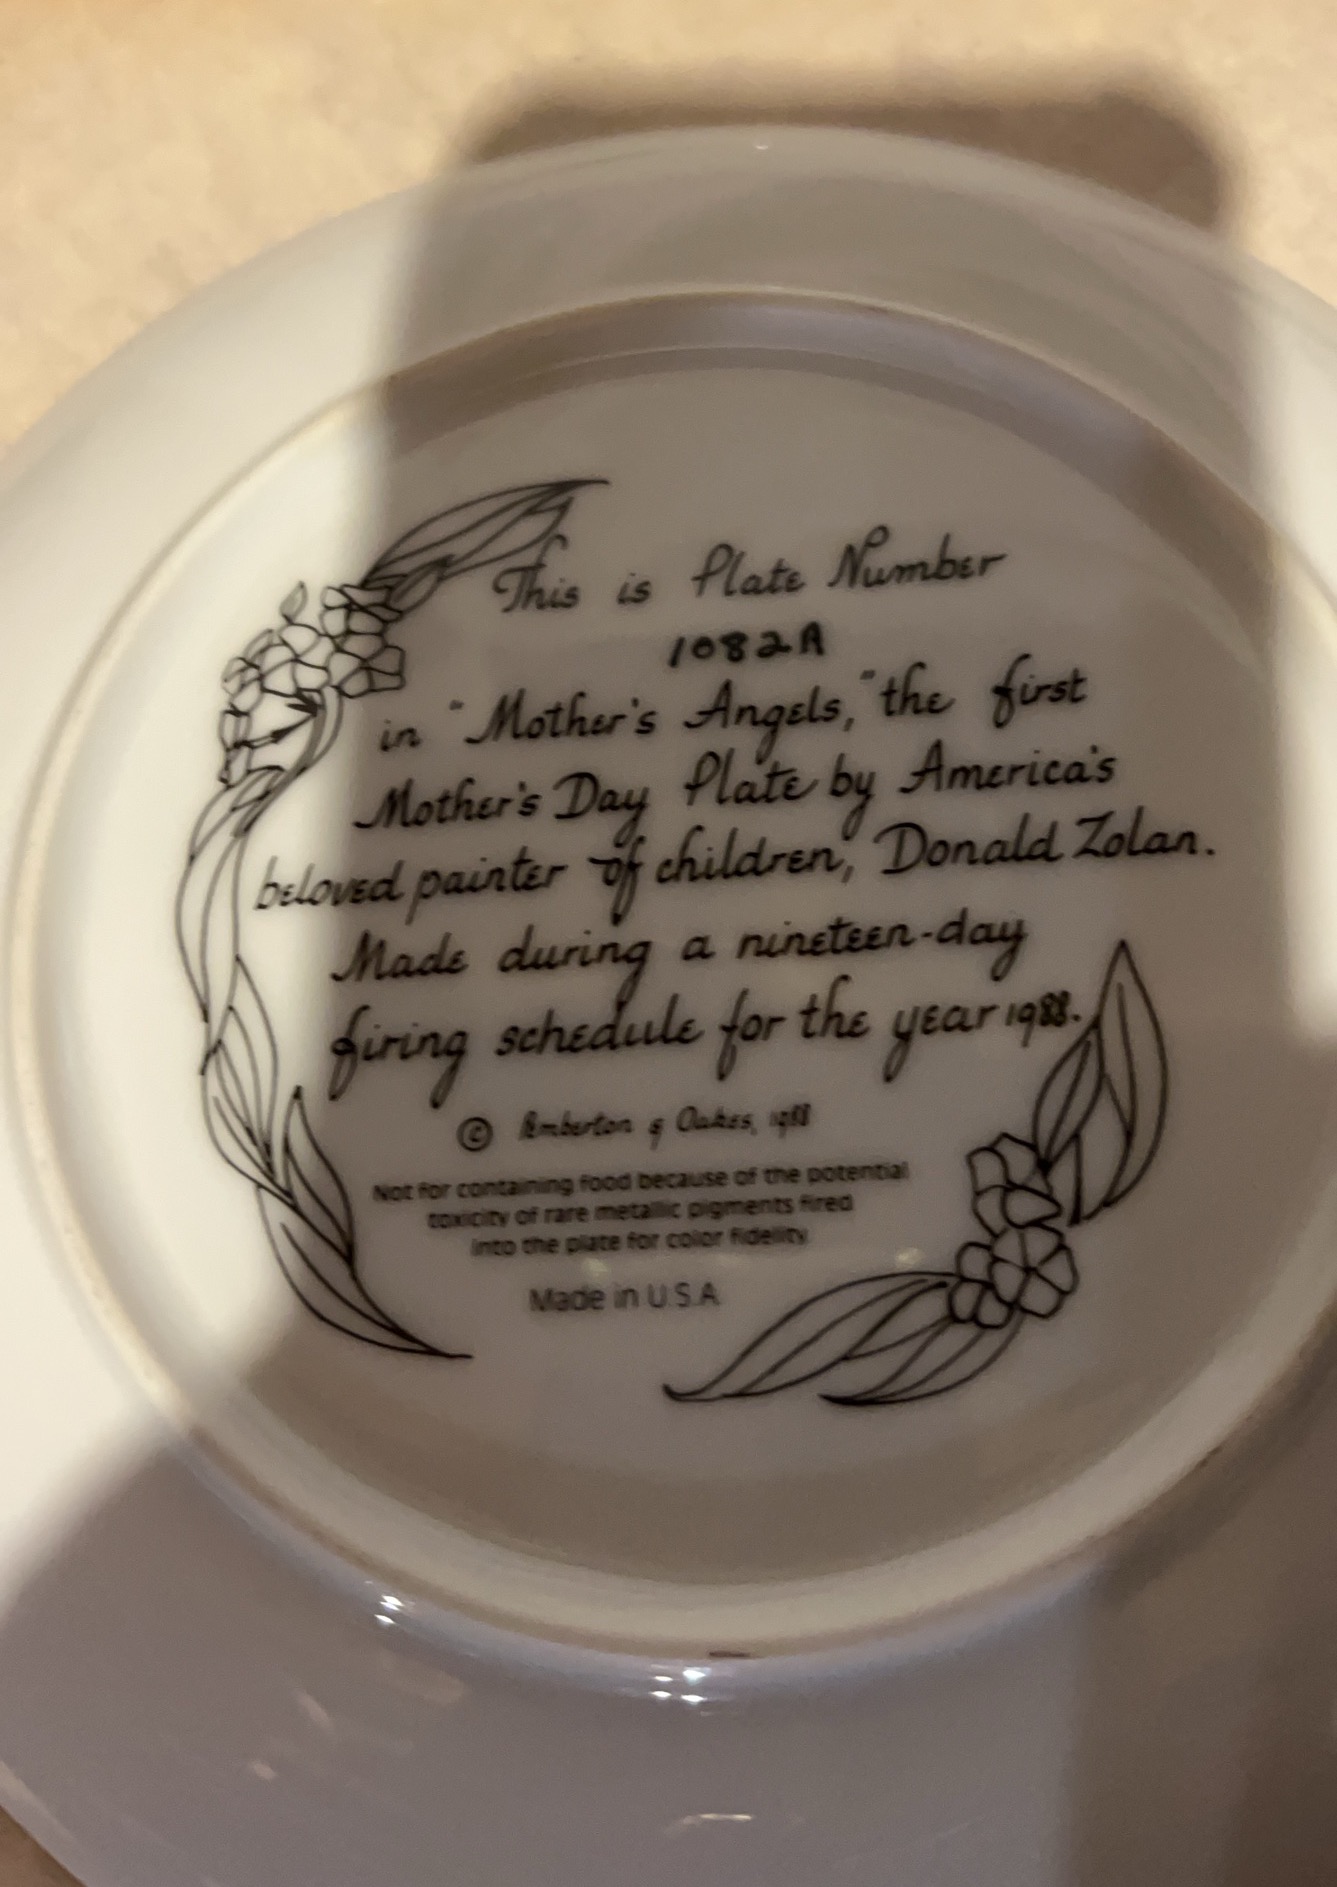 This is Plate Number
1082A
in "Mother's Angels," the first
Mother's Day Plate by America's
beloved painter of children, Donald Zolan.
Made during a nineteen-day
firing schedule for the year 1988.
© Pemberton & Oakes, 1988
Not for containing food because of the potential
toxicity of rare metallic pigments fired
into the plate for color fidelity.
Made in U.S.A.